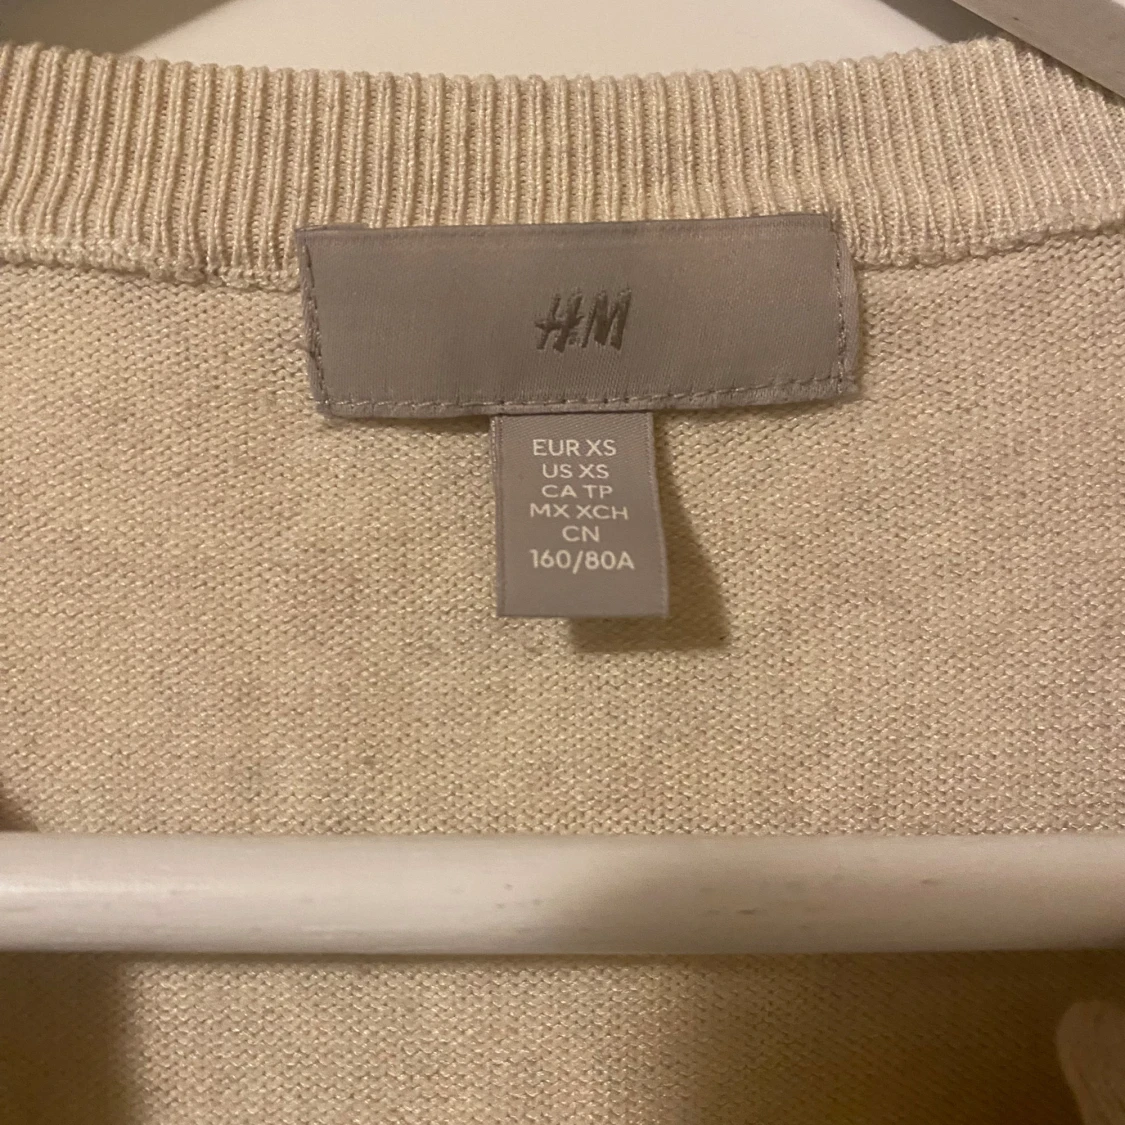 H&M
EUR XS
US XS
CA TP
MX XCH
CN
160/80A